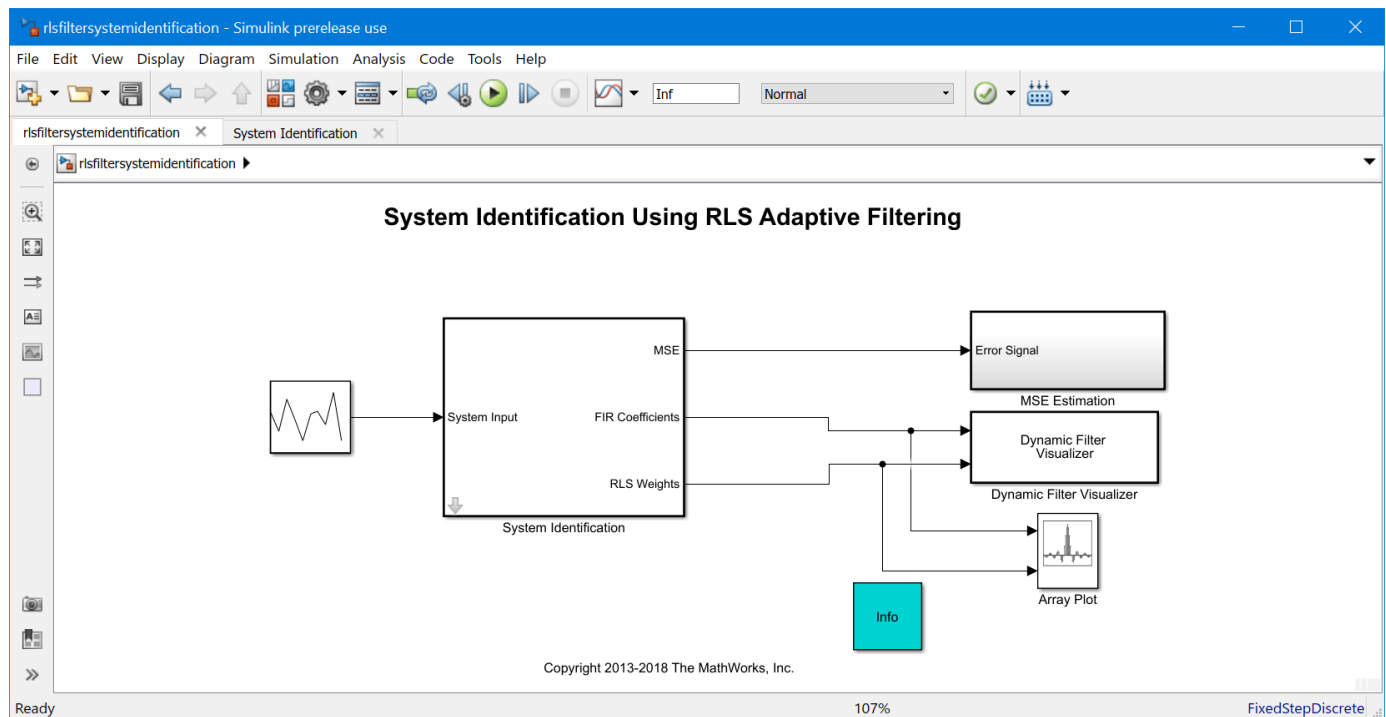 rlsfiltersystemidentification - Simulink prerelease use
File Edit View Display Diagram Simulation Analysis Code Tools Help
Inf
Normal
rlsfiltersystemidentification
System Identification
rlsfiltersystemidentification
System Identification Using RLS Adaptive Filtering
MSE
Error Signal
MSE Estimation
System Input
FIR Coefficients
Dynamic Filter
Visualizer
RLS Weights
Dynamic Filter Visualizer
System Identification
Array Plot
Info
Copyright 2013-2018 The MathWorks, Inc.
Ready
107%
FixedStepDiscrete